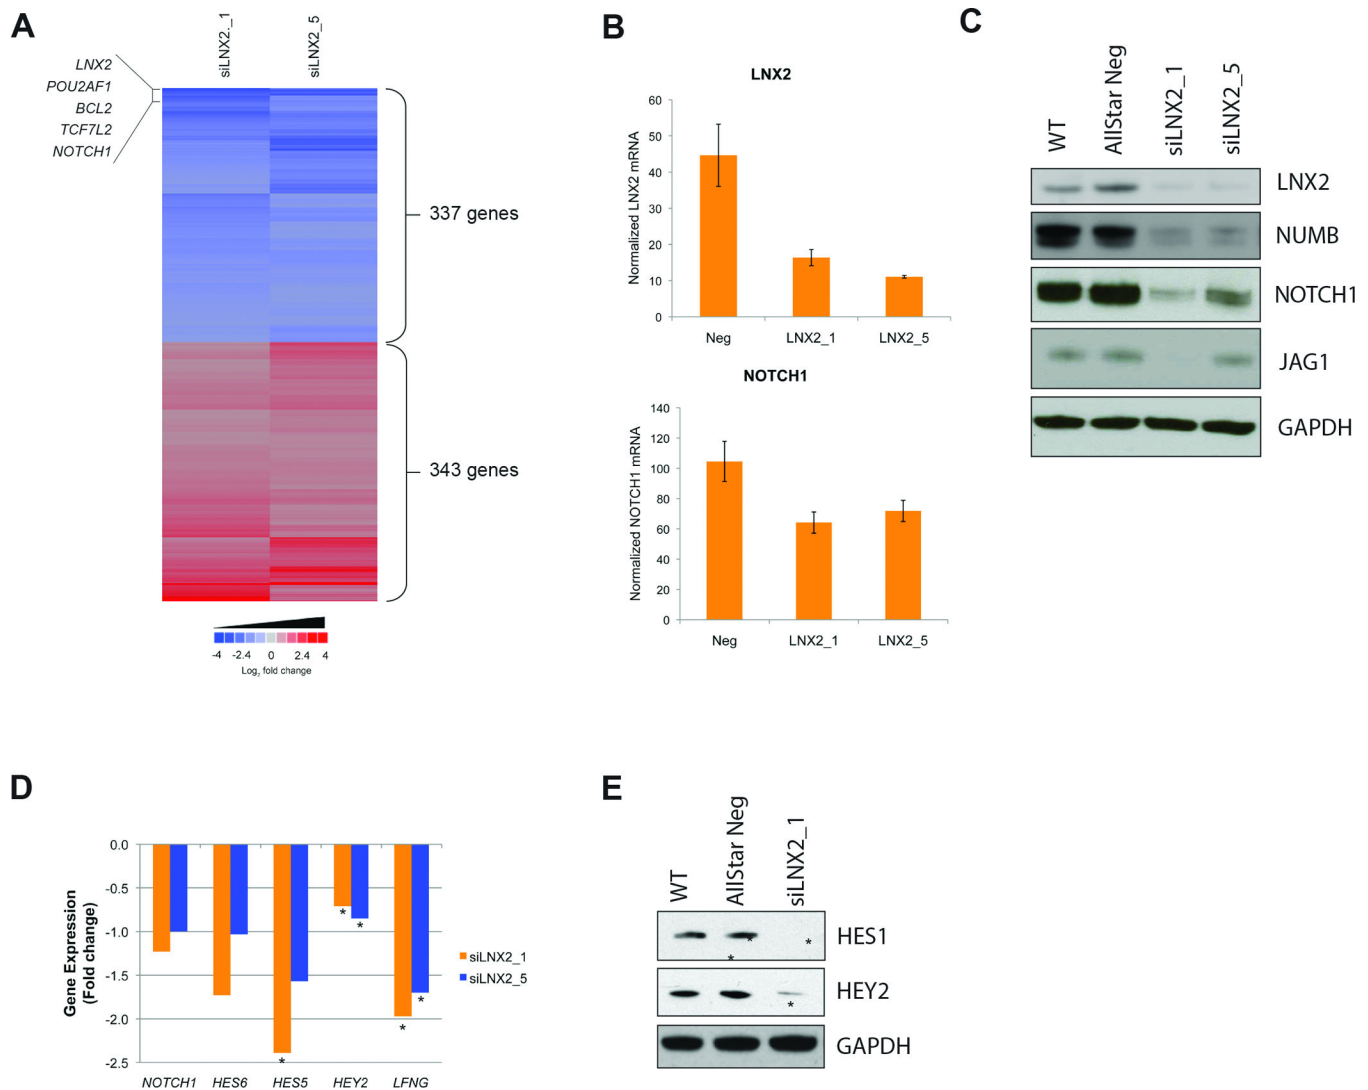 A
siLNX2._1
siLNX2_5
LNX2
POU2AF1
BCL2
TCF7L2
NOTCH1
337 genes
343 genes
-4 -2.4 0 2.4 4
Log2 fold change
B
LNX2
Normalized LNX2 mRNA
60
50
40
30
20
10
0
Neg LNX2_1 LNX2_5
NOTCH1
Normalized NOTCH1 mRNA
140
120
100
80
60
40
20
0
Neg LNX2_1 LNX2_5
C
WT
AllStar Neg
siLNX2_1
siLNX2_5
LNX2
NUMB
NOTCH1
JAG1
GAPDH
D
Gene Expression
(Fold change)
0.0
-0.5
-1.0
-1.5
-2.0
-2.5
* * * * *
NOTCH1 HES6 HES5 HEY2 LFNG
siLNX2_1
siLNX2_5
E
WT
AllStar Neg
siLNX2_1
HES1
* * *
HEY2
*
GAPDH